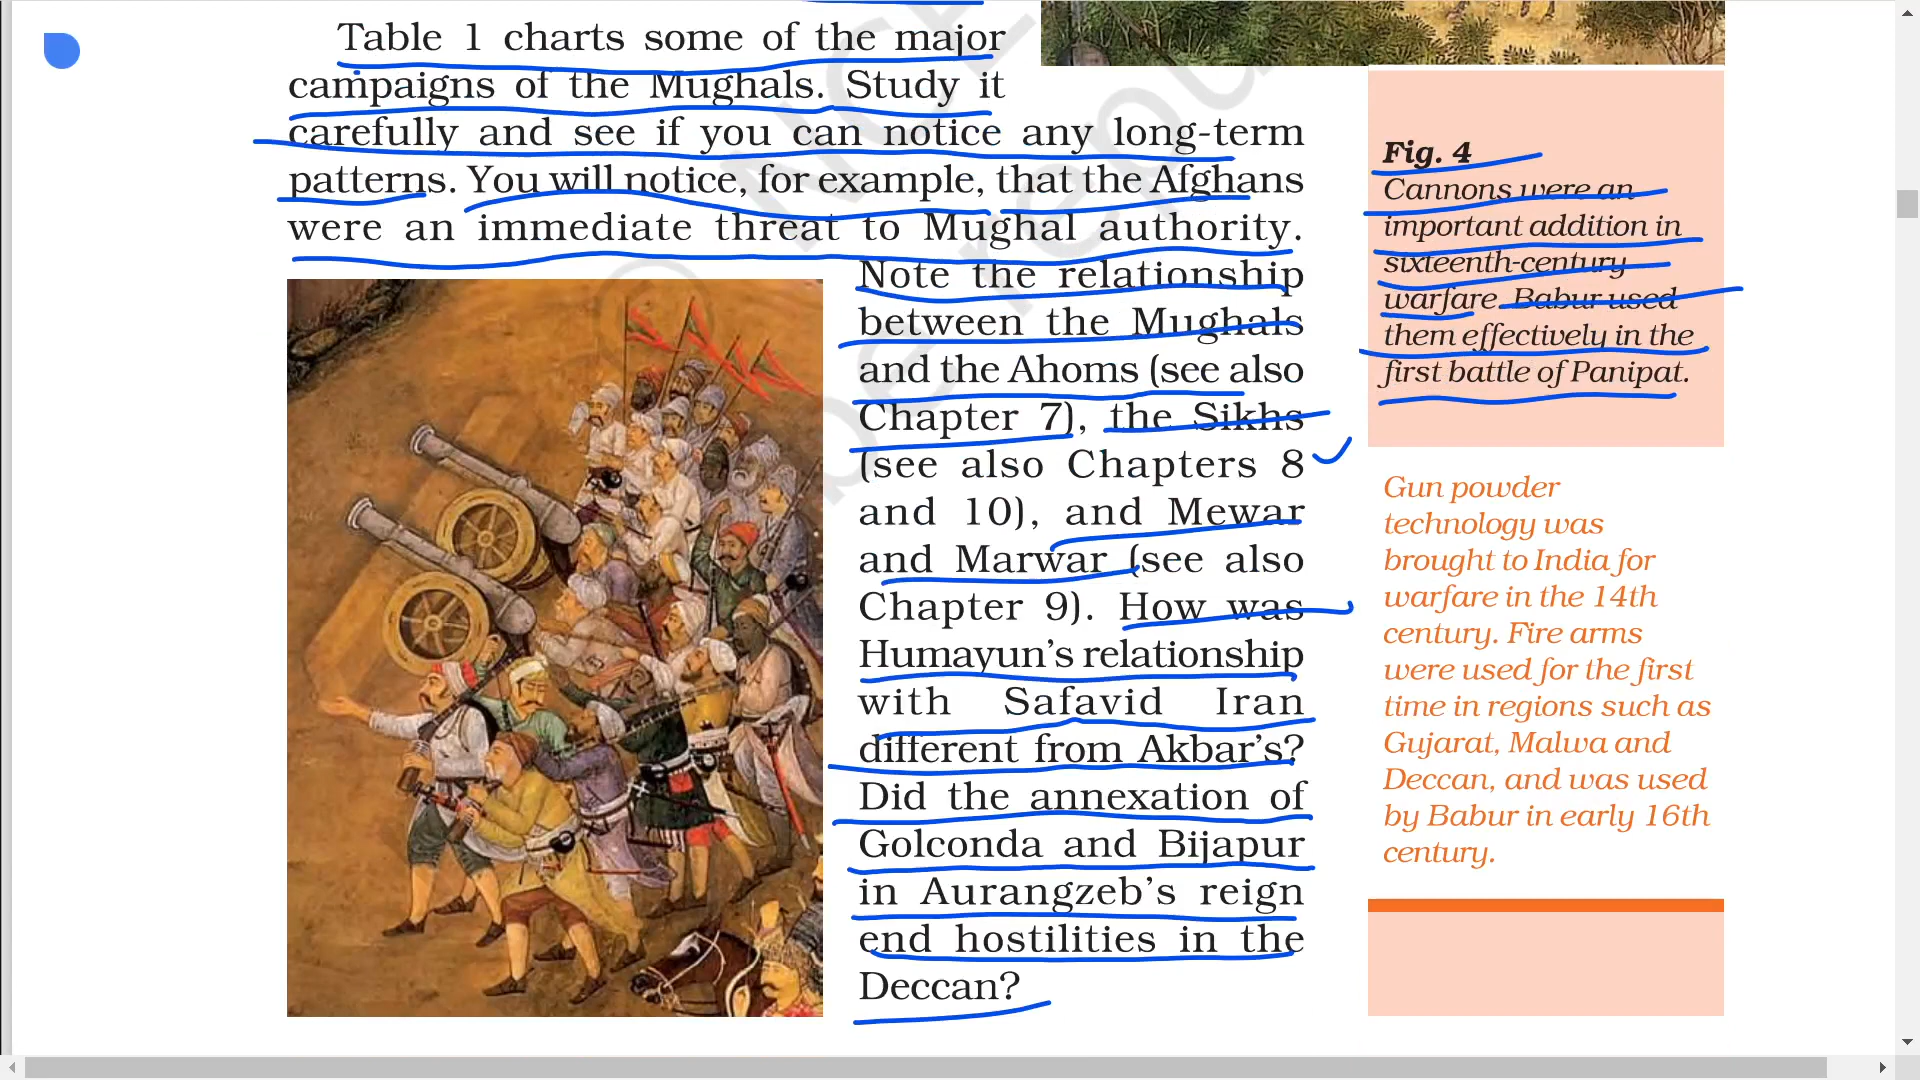 Table 1 charts some of the major
campaigns of the Mughals. Study it
carefully and see if you can notice any long-term
patterns. You will notice, for example, that the Afghans
were an immediate threat to Mughal authority.
Note the relationship
between the Mughals
and the Ahoms (see also
Chapter 7), the Sikhs
(see also Chapters 8
and 10), and Mewar
and Marwar (see also
Chapter 9). How was
Humayun's relationship
with Safavid Iran
different from Akbar's?
Did the annexation of
Golconda and Bijapur
in Aurangzeb's reign
end hostilities in the
Deccan?
Fig. 4
Cannons were an
important addition in
sixteenth-century
warfare. Babur used
them effectively in the
first battle of Panipat.
Gun powder
technology was
brought to India for
warfare in the 14th
century. Fire arms
were used for the first
time in regions such as
Gujarat, Malwa and
Deccan, and was used
by Babur in early 16th
century.